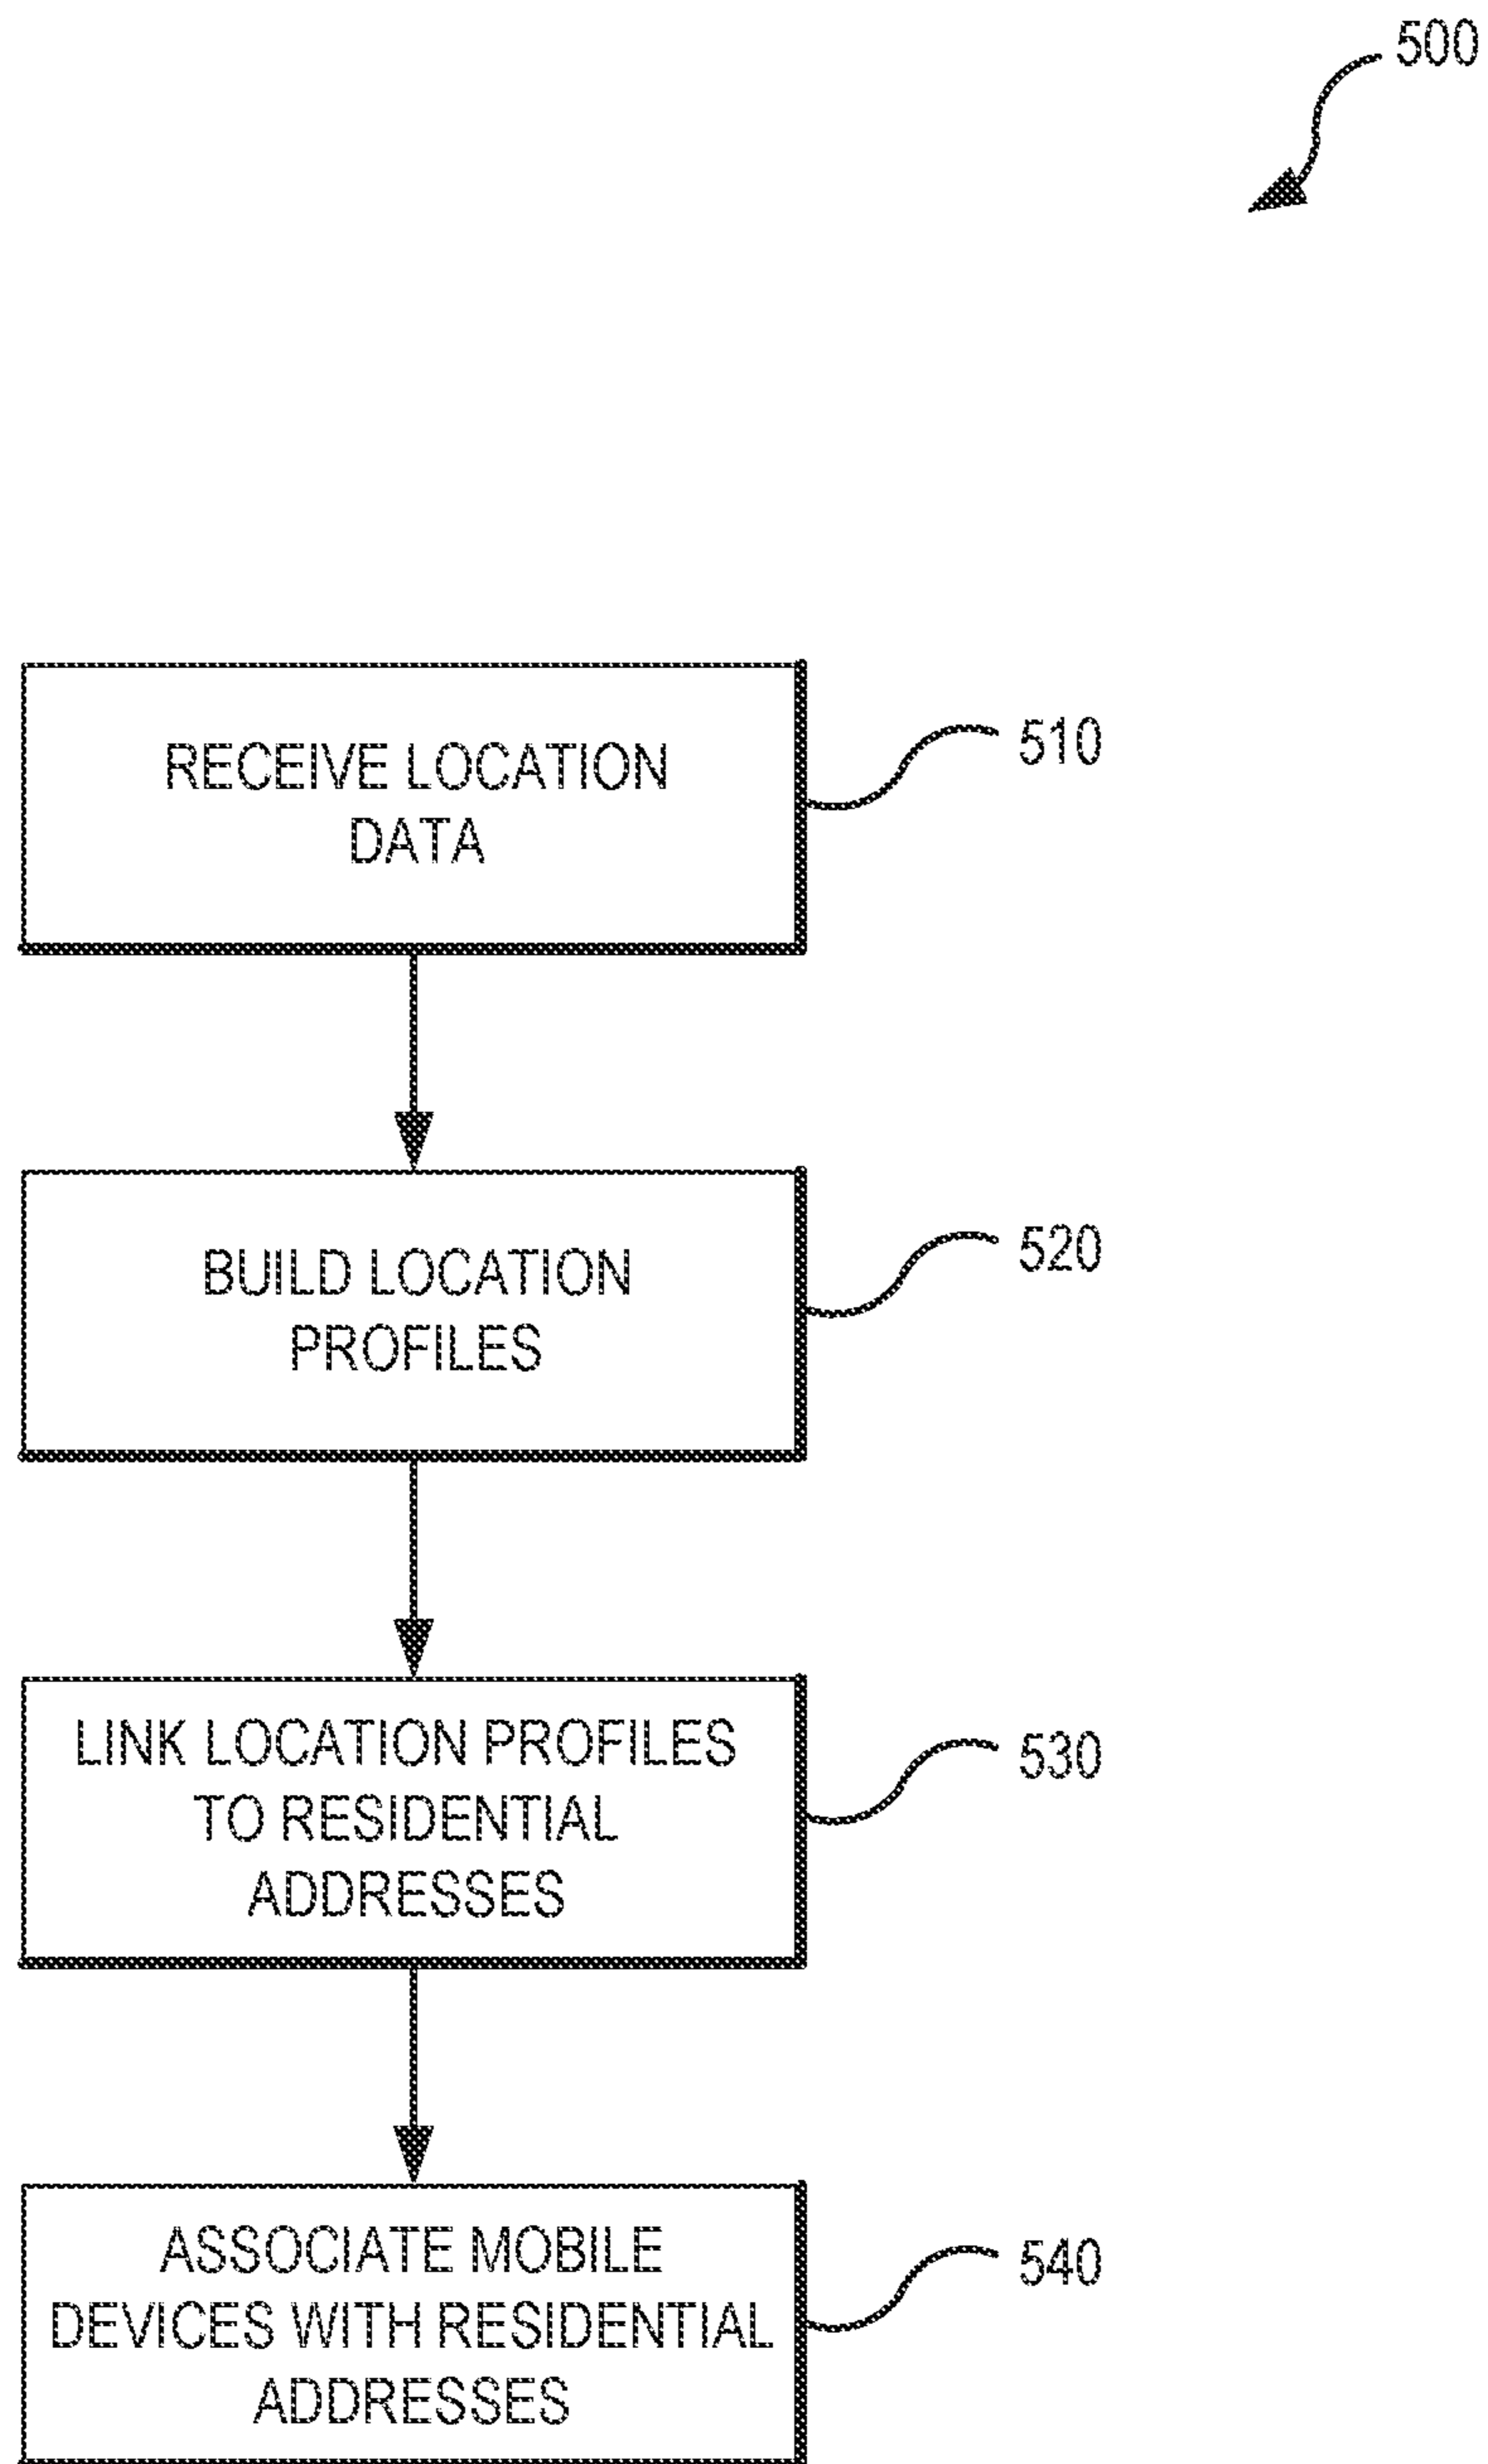 500
RECEIVE LOCATION
DATA
510
BUILD LOCATION
PROFILES
520
LINK LOCATION PROFILES
TO RESIDENTIAL
ADDRESSES
530
ASSOCIATE MOBILE
DEVICES WITH RESIDENTIAL
ADDRESSES
540